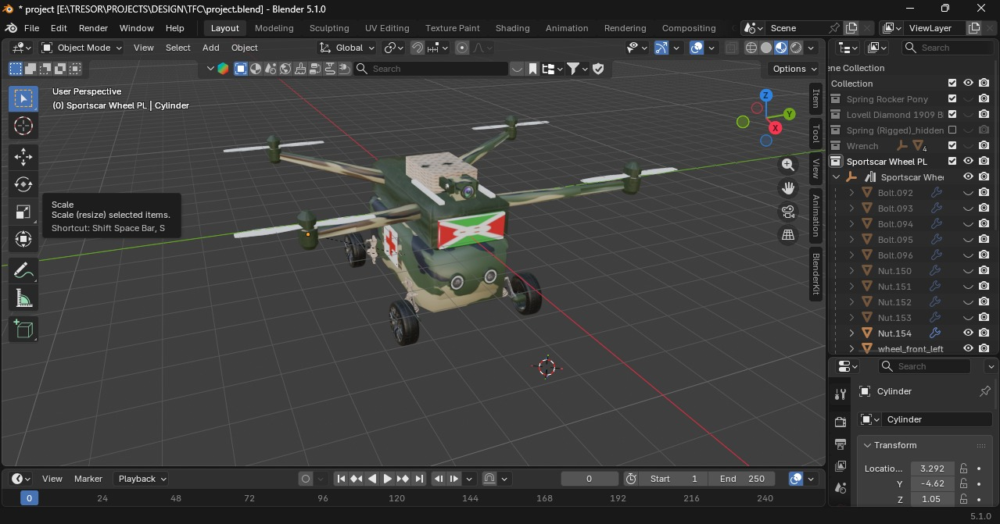 * project [E:\TRESOR\PROJECTS\DESIGN\TFC\project.blend] - Blender 5.1.0
File Edit Render Window Help Layout Modeling Sculpting UV Editing Texture Paint Shading Animation Rendering Compositing Scene ViewLayer
Object Mode View Select Add Object Global Search
Search Options
User Perspective
(0) Sportscar Wheel PL | Cylinder
Scale
Scale (resize) selected items.
Shortcut: Shift Space Bar, S
Z
Y
X
Item
Tool
View
Animation
BlenderKit
ene Collection
Collection
Spring Rocker Pony
Lovell Diamond 1909 B
Spring (Rigged)_hidden
Wrench 4
Sportscar Wheel PL
Sportscar Whe
Bolt.092
Bolt.093
Bolt.094
Bolt.095
Bolt.096
Nut.150
Nut.151
Nut.152
Nut.153
Nut.154
wheel_front_left
Search
Cylinder
Cylinder
Transform
Locatio... 3.292
Y -4.62
Z 1.05
View Marker Playback 0 Start 1 End 250
0 24 48 72 96 120 144 168 192 216 240
5.1.0